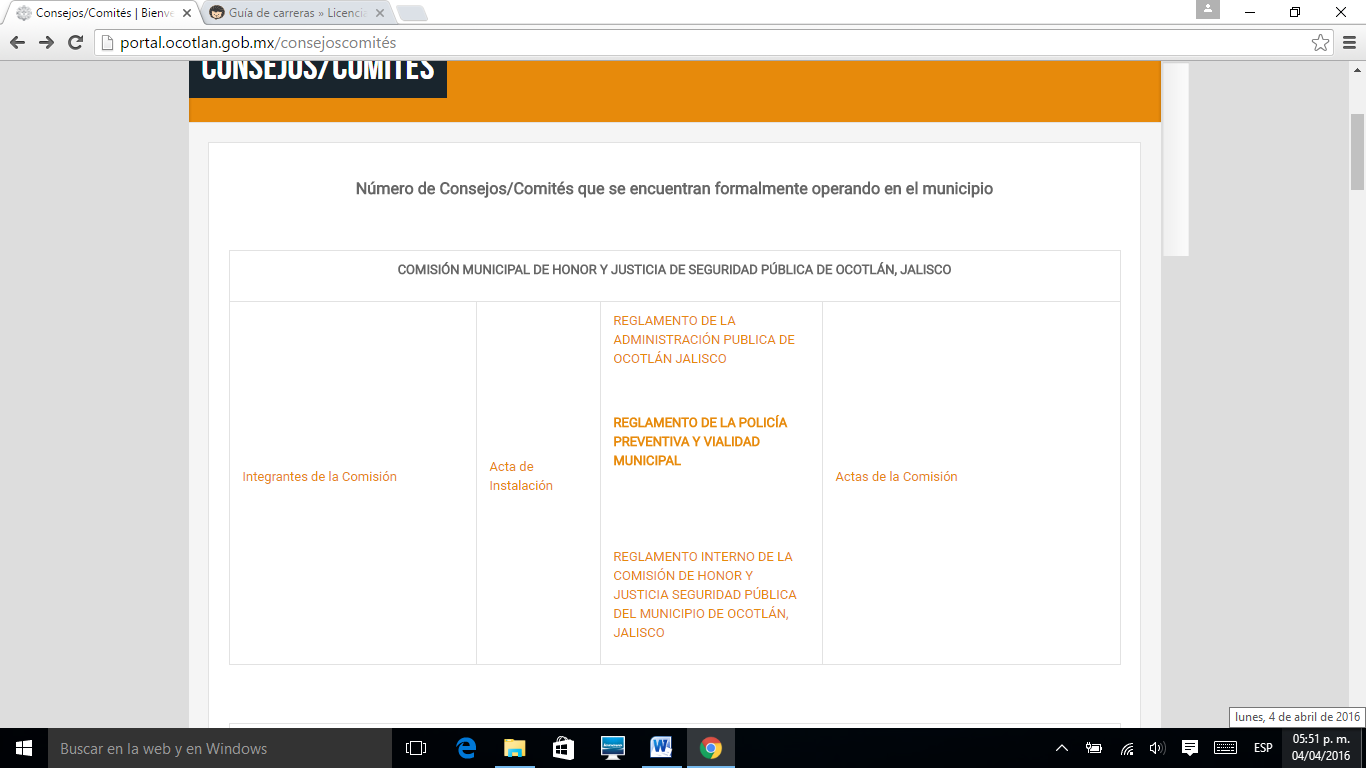 Consejos/Comités | Bienve
Guía de carreras » Licencia
portal.ocotlan.gob.mx/consejoscomités
CONSEJOS/COMITÉS
Número de Consejos/Comités que se encuentran formalmente operando en el municipio
COMISIÓN MUNICIPAL DE HONOR Y JUSTICIA DE SEGURIDAD PÚBLICA DE OCOTLÁN, JALISCO
Integrantes de la Comisión
Acta de
Instalación
REGLAMENTO DE LA
ADMINISTRACIÓN PUBLICA DE
OCOTLÁN JALISCO
REGLAMENTO DE LA POLICÍA
PREVENTIVA Y VIALIDAD
MUNICIPAL
REGLAMENTO INTERNO DE LA
COMISIÓN DE HONOR Y
JUSTICIA SEGURIDAD PÚBLICA
DEL MUNICIPIO DE OCOTLÁN,
JALISCO
Actas de la Comisión
lunes, 4 de abril de 2016
Buscar en la web y en Windows
ESP
05:51 p. m.
04/04/2016